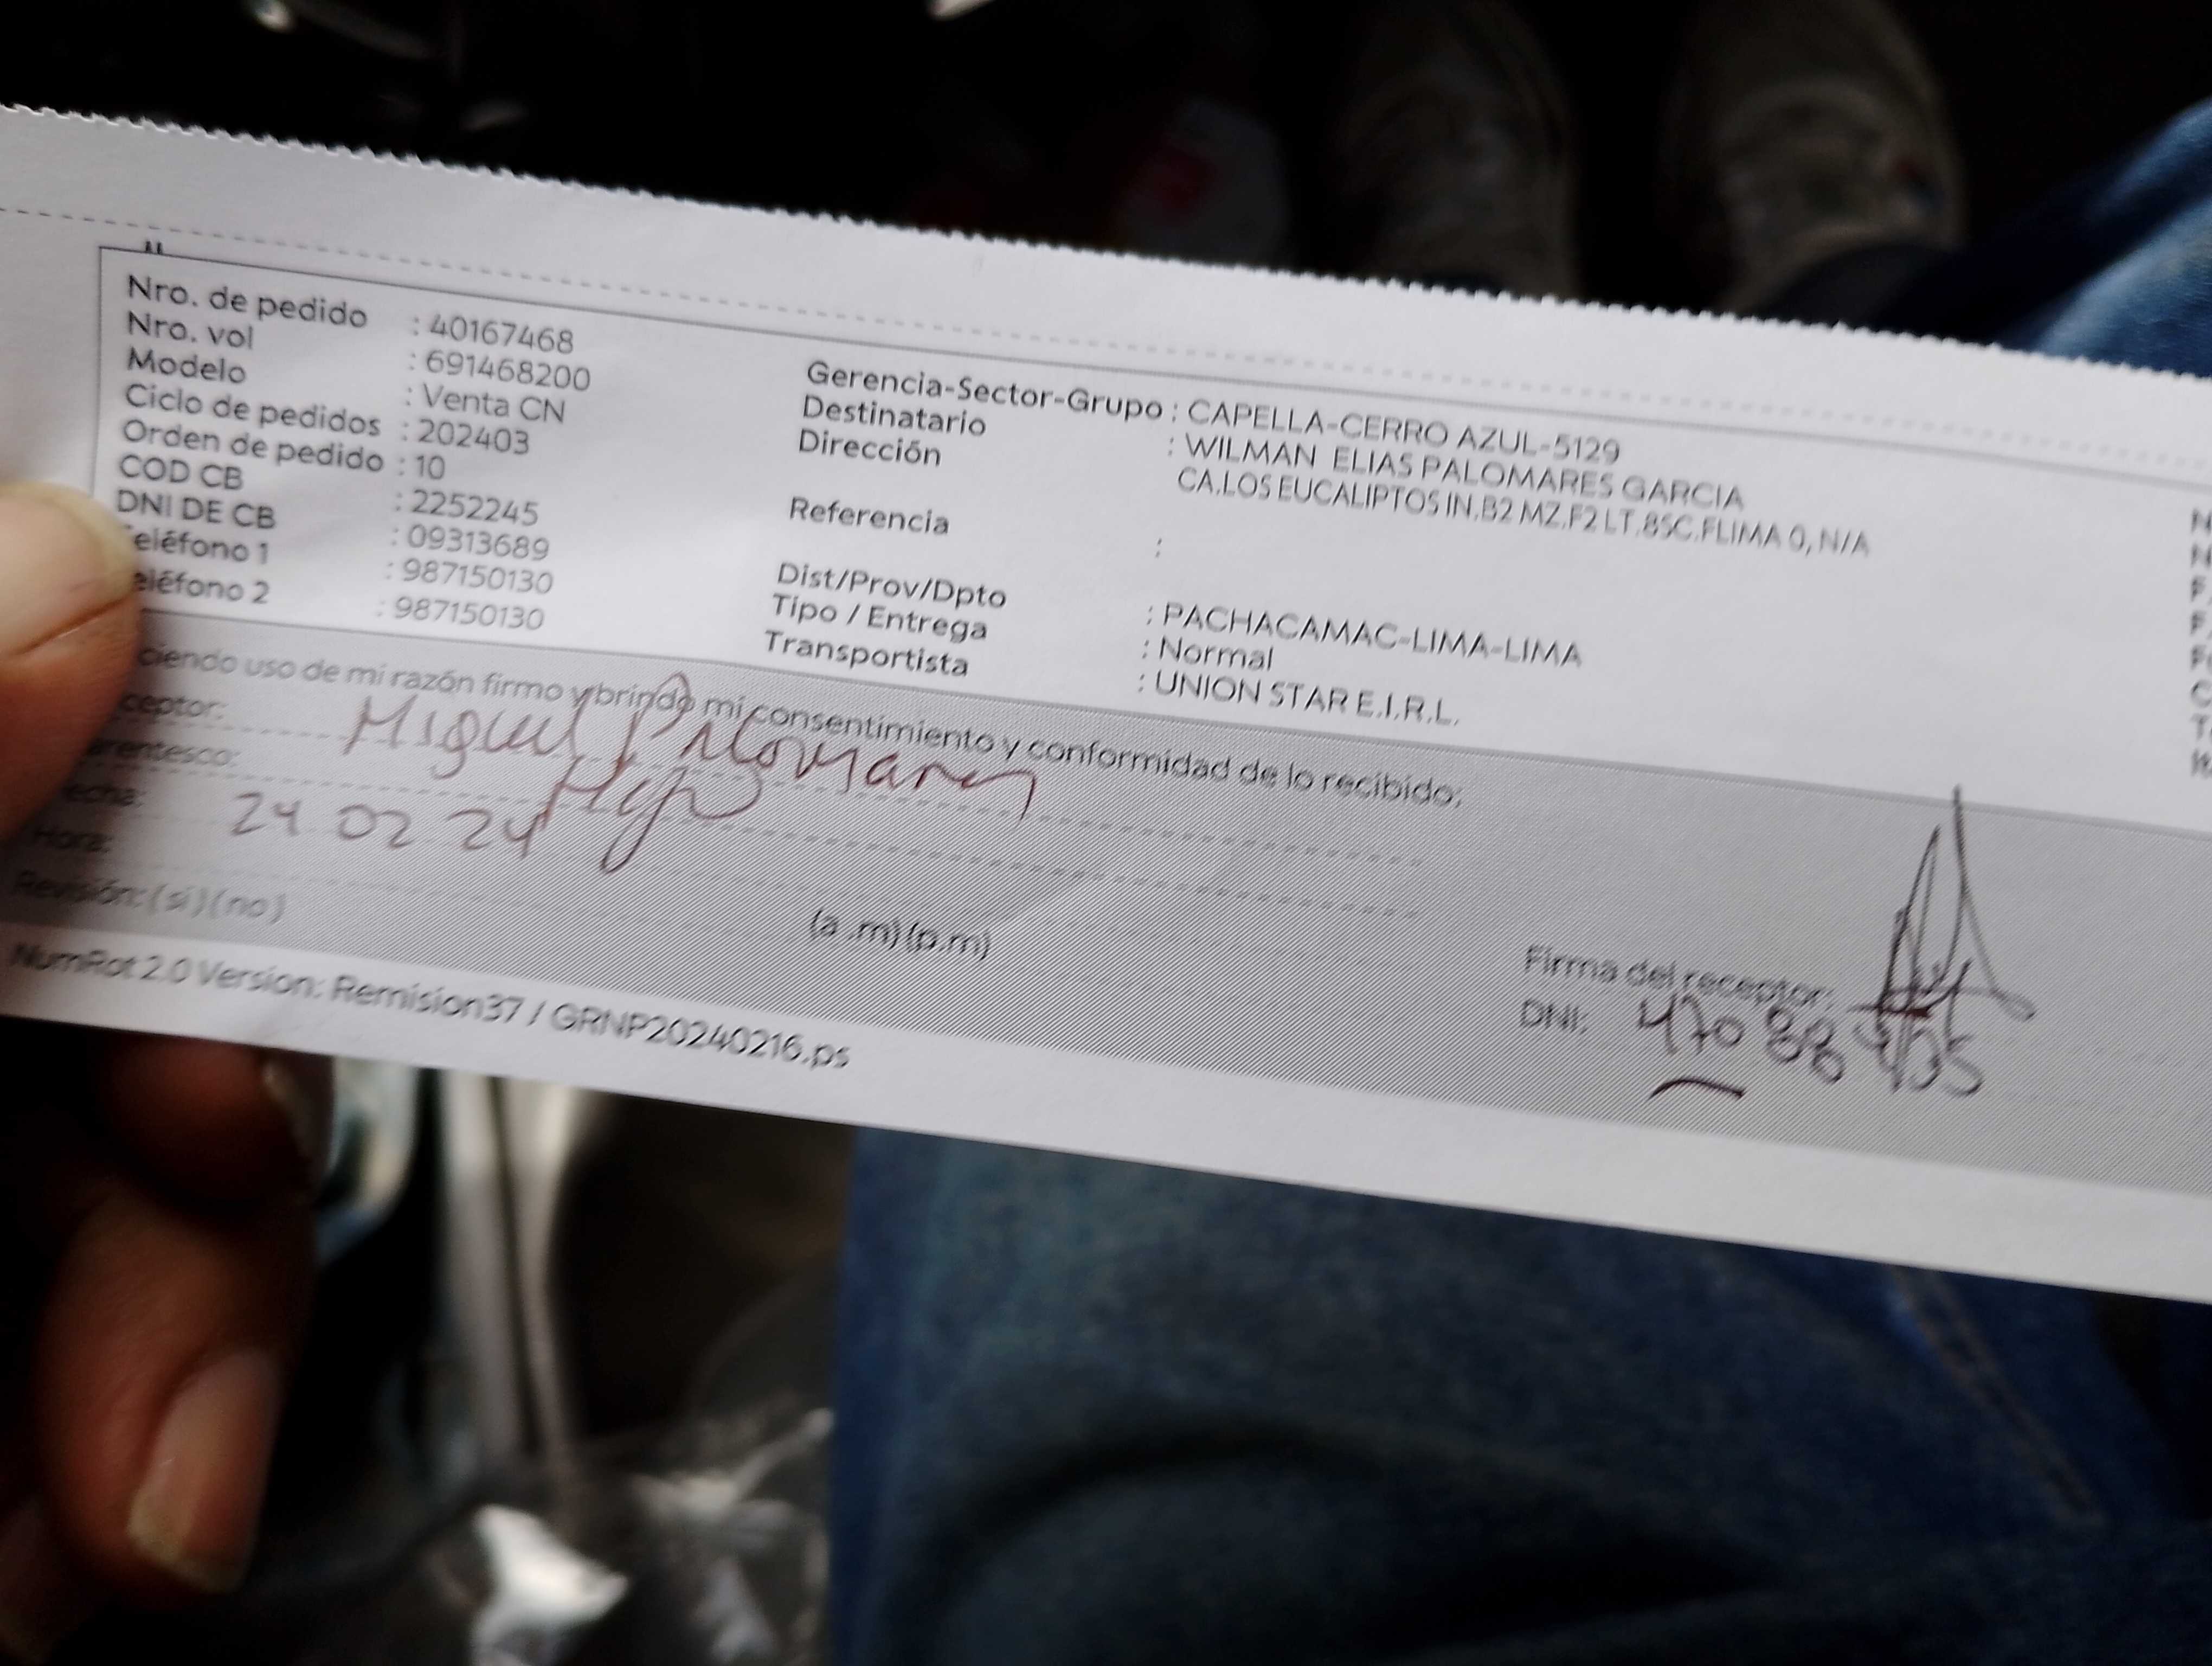 Nro. de pedido : 40167468
Nro. vol : 691468200
Modelo : Venta CN
Ciclo de pedidos : 202403
Orden de pedido : 10
COD CB : 2252245
DNI DE CB : 09313689
eléfono 1 : 987150130
eléfono 2 : 987150130
Gerencia-Sector-Grupo : CAPELLA-CERRO AZUL-5129
Destinatario : WILMAN ELIAS PALOMARES GARCIA
Dirección CA.LOS EUCALIPTOS IN.B2 MZ.F2 LT.8SC.FLIMA 0, N/A
Referencia :
Dist/Prov/Dpto : PACHACAMAC-LIMA-LIMA
Tipo / Entrega : Normal
Transportista : UNION STAR E.I.R.L.
ciendo uso de mi razón firmo y brindo mi consentimiento y conformidad de lo recibido;
ceptor: Miguel Palomares
arentesco: Hijo
echa: 24 02 24
Hora: (a .m) (p.m)
Revisión: (si) (no)
Firma del receptor:
DNI: 47088
NumRot 2.0 Version: Remision37 / GRNP20240216.ps